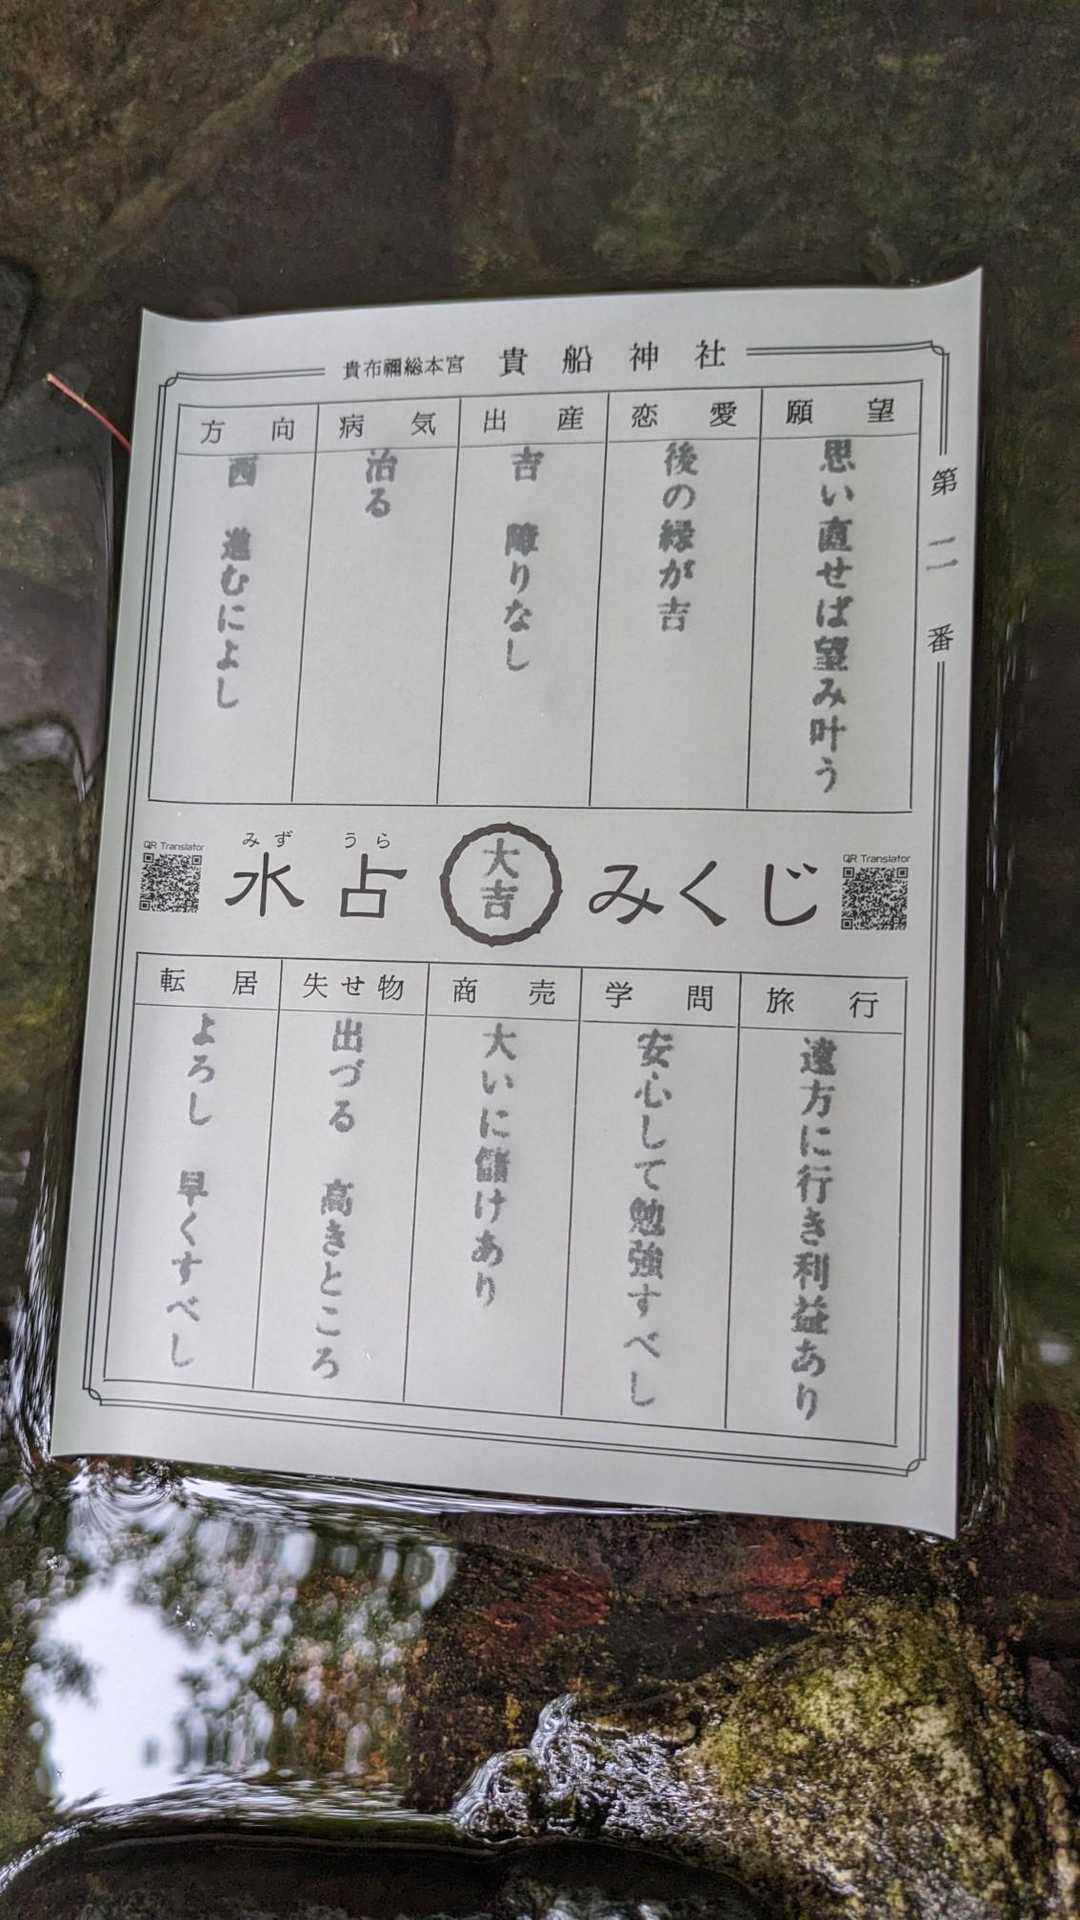 貴布禰総本宮 貴船神社
第二番
願望
思い直せば望み叶う
恋愛
後の縁が吉
出産
吉 障りなし
病気
治る
方向
西 進むによし
QR Translator
みずうら
水占
大吉
みくじ
QR Translator
旅行
遠方に行き利益あり
学問
安心して勉強すべし
商売
大いに儲けあり
失せ物
出づる 高きところ
転居
よろし 早くすべし